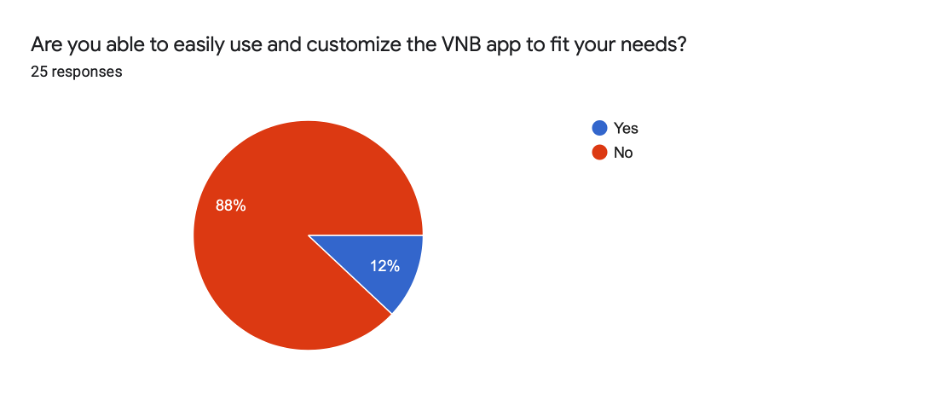 Are you able to easily use and customize the VNB app to fit your needs?
25 responses
Yes
No
88%
12%